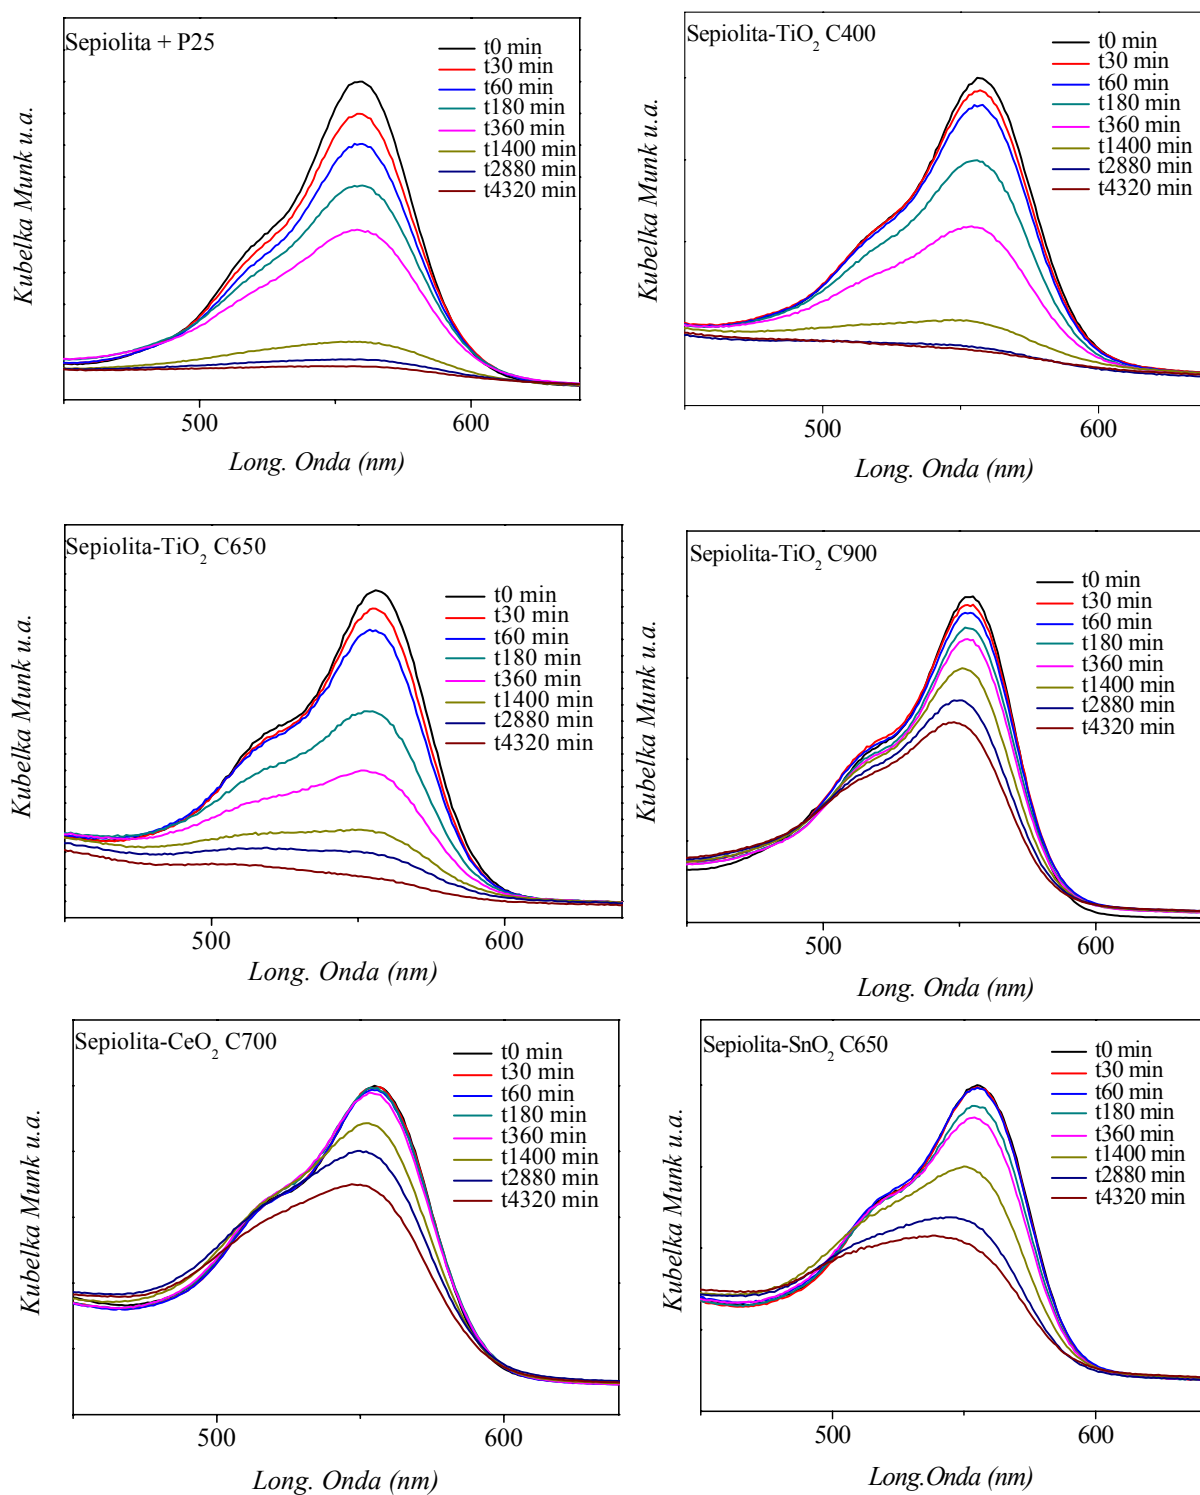 Sepiolita + P25
t0 min
t30 min
t60 min
t180 min
t360 min
t1400 min
t2880 min
t4320 min
Kubelka Munk u.a.
500
600
Long. Onda (nm)
Sepiolita-TiO₂ C400
t0 min
t30 min
t60 min
t180 min
t360 min
t1400 min
t2880 min
t4320 min
Kubelka Munk u.a.
500
600
Long. Onda (nm)
Sepiolita-TiO₂ C650
t0 min
t30 min
t60 min
t180 min
t360 min
t1400 min
t2880 min
t4320 min
Kubelka Munk u.a.
500
600
Long. Onda (nm)
Sepiolita-TiO₂ C900
t0 min
t30 min
t60 min
t180 min
t360 min
t1400 min
t2880 min
t4320 min
Kubelka Munk u.a.
500
600
Long. Onda (nm)
Sepiolita-CeO₂ C700
t0 min
t30 min
t60 min
t180 min
t360 min
t1400 min
t2880 min
t4320 min
Kubelka Munk u.a.
500
600
Long. Onda (nm)
Sepiolita-SnO₂ C650
t0 min
t30 min
t60 min
t180 min
t360 min
t1400 min
t2880 min
t4320 min
Kubelka Munk u.a.
500
600
Long.Onda (nm)